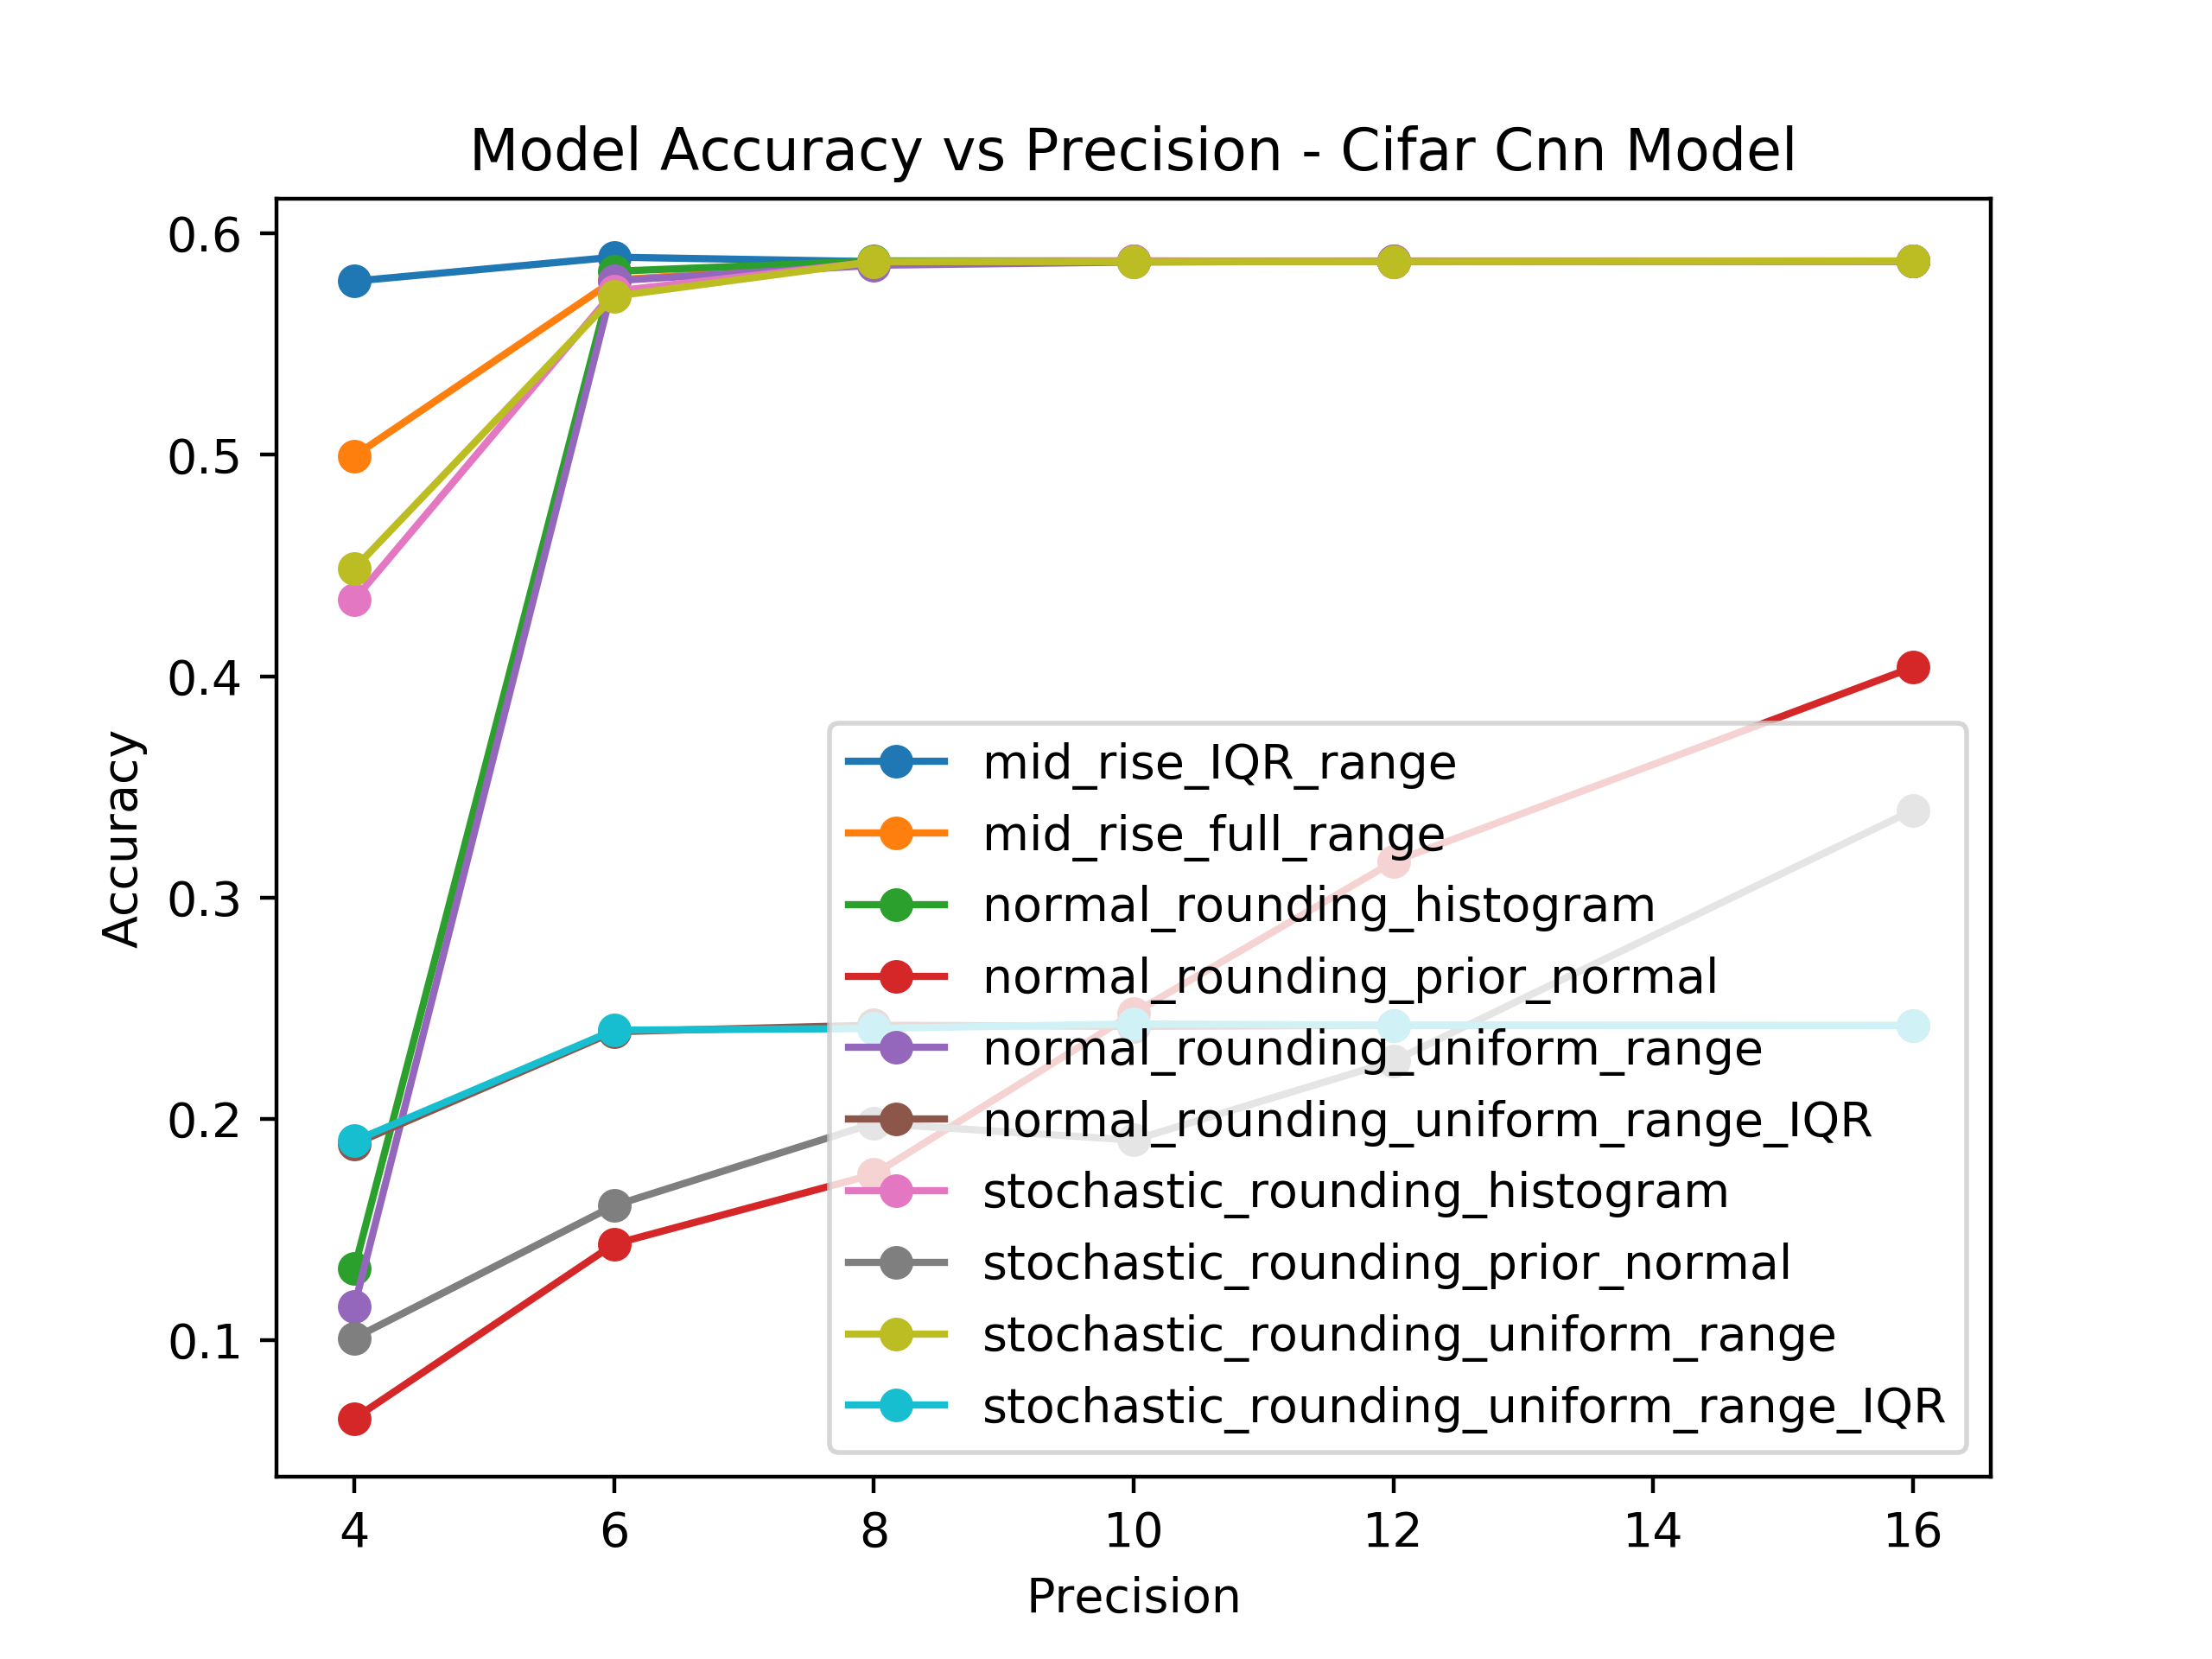 Model Accuracy vs Precision - Cifar Cnn Model
0.6
0.5
0.4
0.3
0.2
0.1
Accuracy
mid_rise_IQR_range
mid_rise_full_range
normal_rounding_histogram
normal_rounding_prior_normal
normal_rounding_uniform_range
normal_rounding_uniform_range_IQR
stochastic_rounding_histogram
stochastic_rounding_prior_normal
stochastic_rounding_uniform_range
stochastic_rounding_uniform_range_IQR
4 6 8 10 12 14 16
Precision